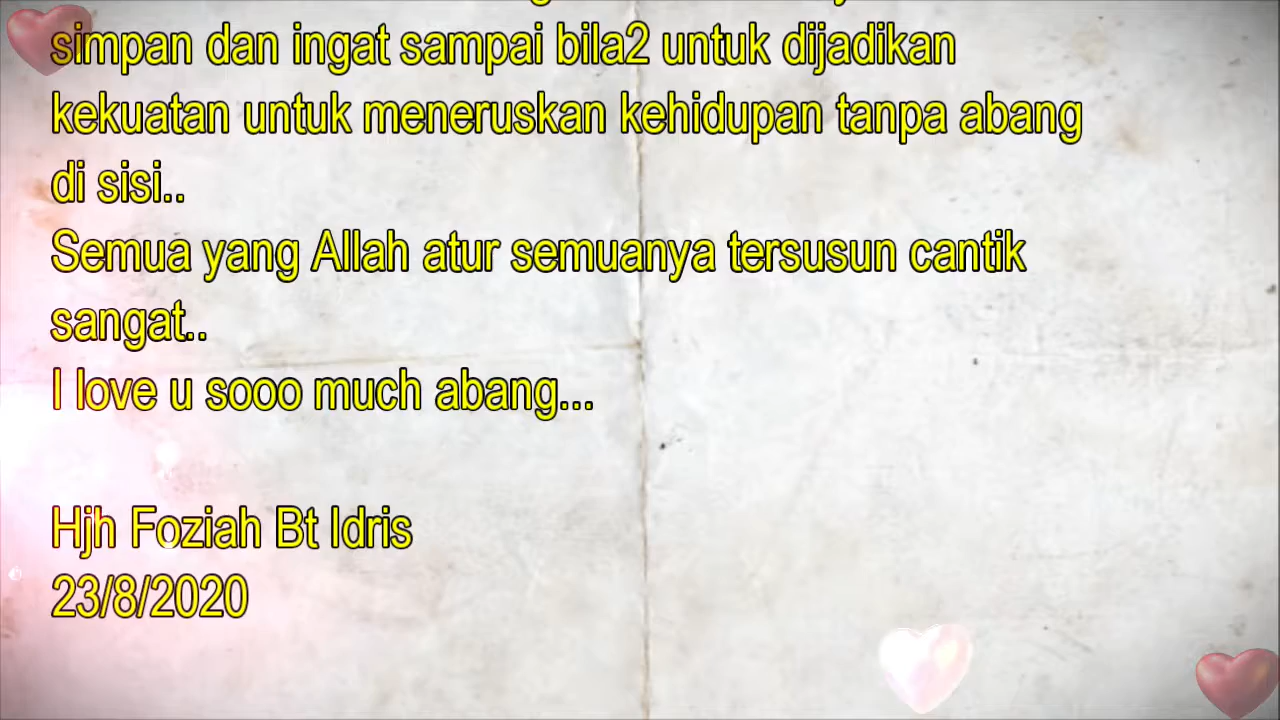 simpan dan ingat sampai bila2 untuk dijadikan
kekuatan untuk meneruskan kehidupan tanpa abang
di sisi..
Semua yang Allah atur semuanya tersusun cantik
sangat..
I love u sooo much abang...
Hjh Foziah Bt Idris
23/8/2020